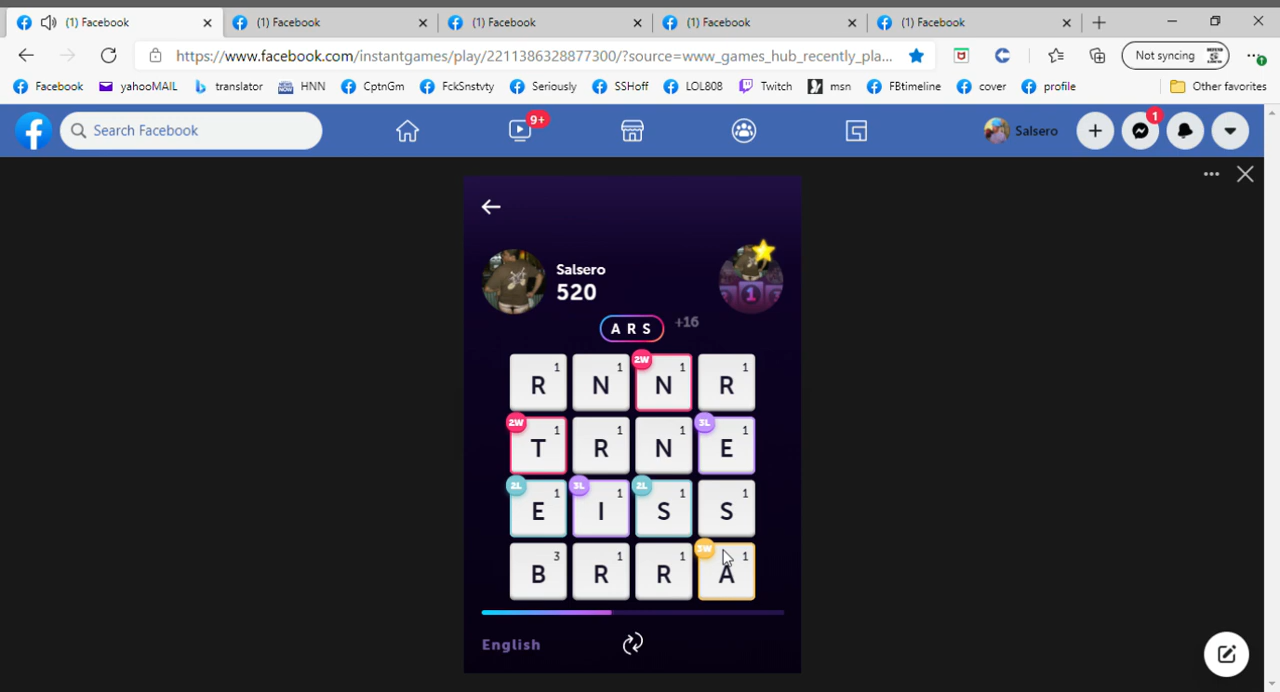 (1) Facebook (1) Facebook (1) Facebook (1) Facebook (1) Facebook
https://www.facebook.com/instantgames/play/2211386328877300/?source=www_games_hub_recently_pla... Not syncing
Facebook yahooMAIL translator HNN CptnGm FckSnstvty Seriously SSHoff LOL808 Twitch msn FBtimeline cover profile Other favorites
Search Facebook 9+ Salsero 1
Salsero
520
1
A R S +16
R 1 N 1 2W N 1 R 1
2W T 1 R 1 N 1 3L E 1
2L E 1 3L I 1 2L S 1 S 1
B 3 R 1 R 1 3W A 1
English